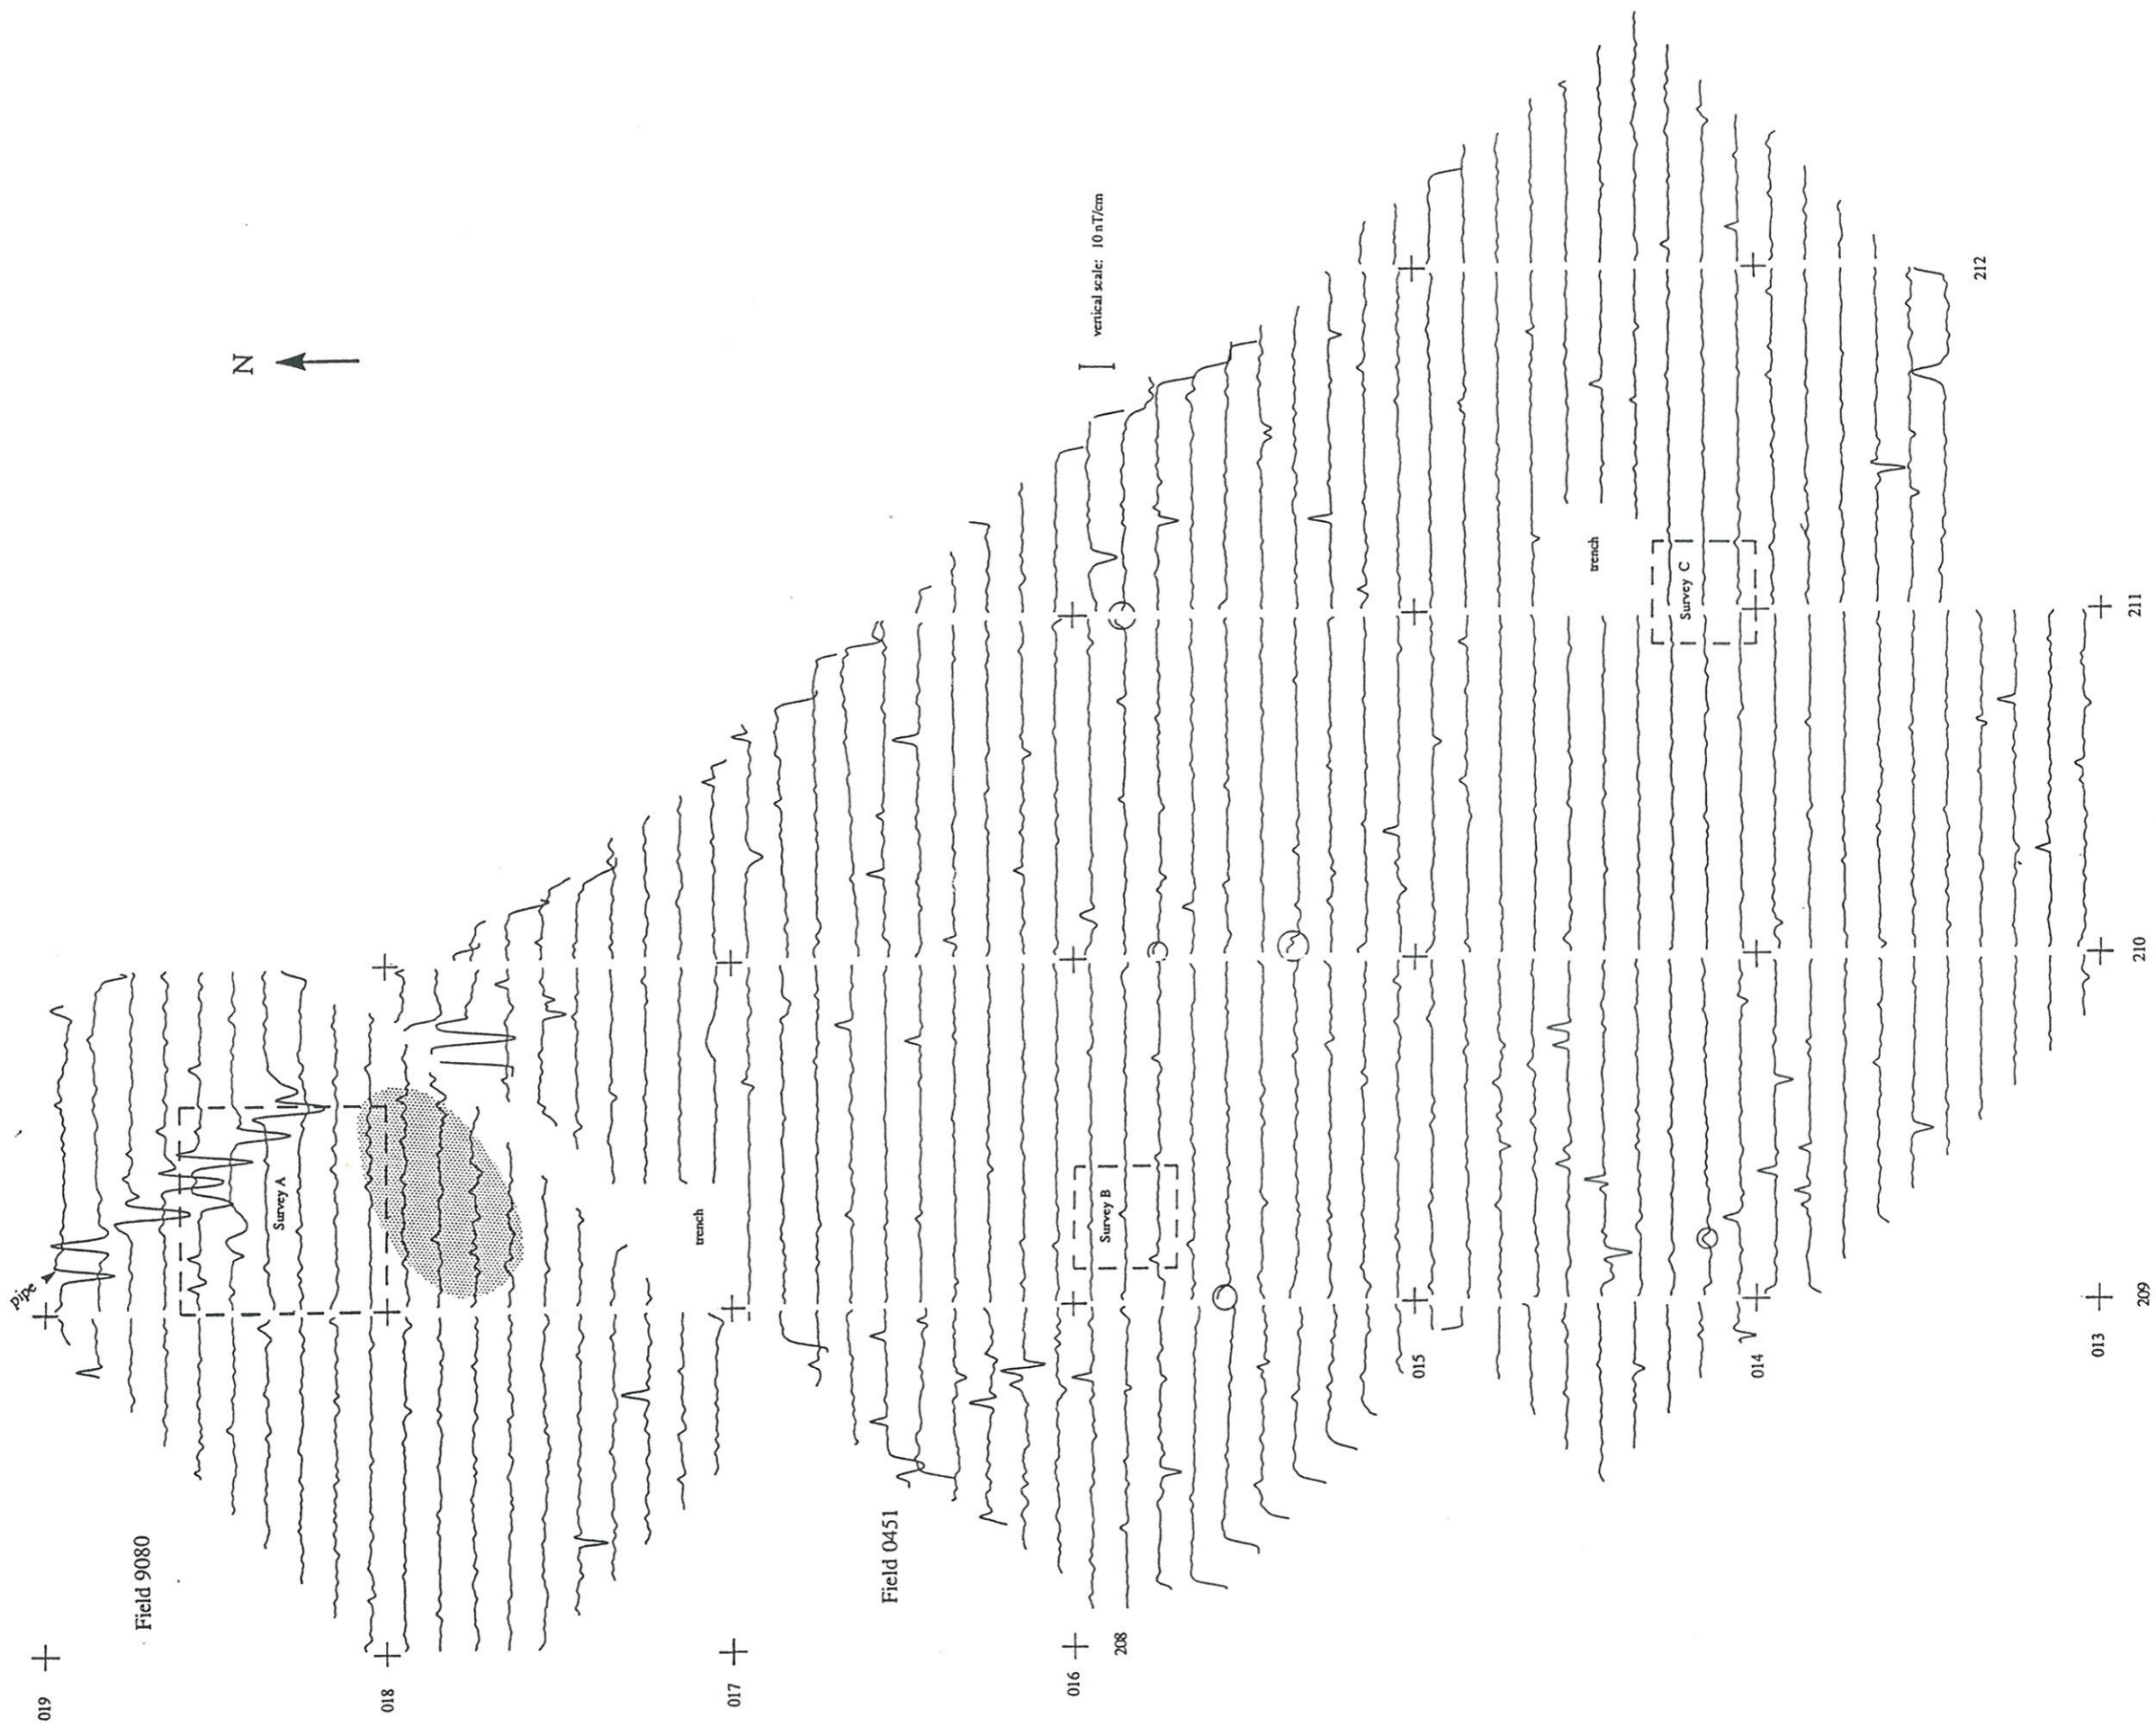 019
Field 9080
pipe
N
Survey A
018
trench
017
Field 0451
vertical scale: 10 nT/cm
016
208
Survey B
015
trench
Survey C
014
212
211
210
209
013